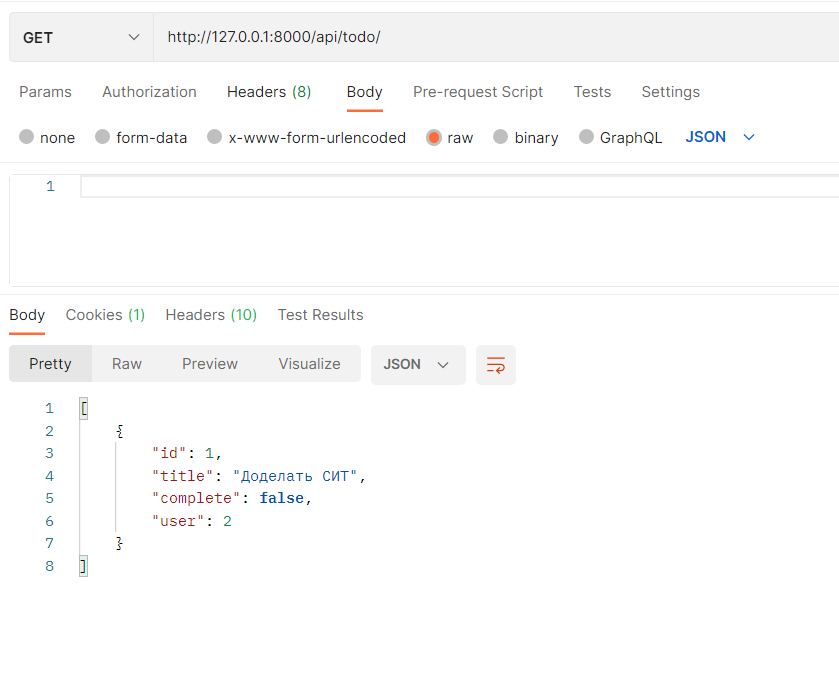 GET http://127.0.0.1:8000/api/todo/
Params Authorization Headers (8) Body Pre-request Script Tests Settings
none form-data x-www-form-urlencoded raw binary GraphQL JSON
1
Body Cookies (1) Headers (10) Test Results
Pretty Raw Preview Visualize JSON
1 [
2 {
3 "id": 1,
4 "title": "Доделать СИТ",
5 "complete": false,
6 "user": 2
7 }
8 ]